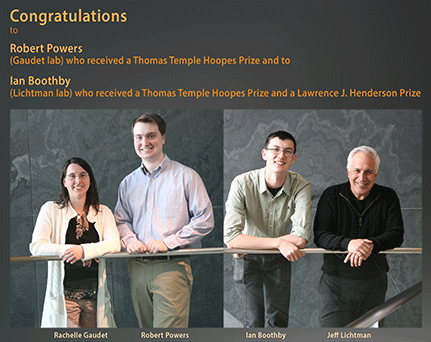 Congratulations
to
Robert Powers
(Gaudet lab) who received a Thomas Temple Hoopes Prize and to
Ian Boothby
(Lichtman lab) who received a Thomas Temple Hoopes Prize and a Lawrence J. Henderson Prize
Rachelle Gaudet Robert Powers Ian Boothby Jeff Lichtman